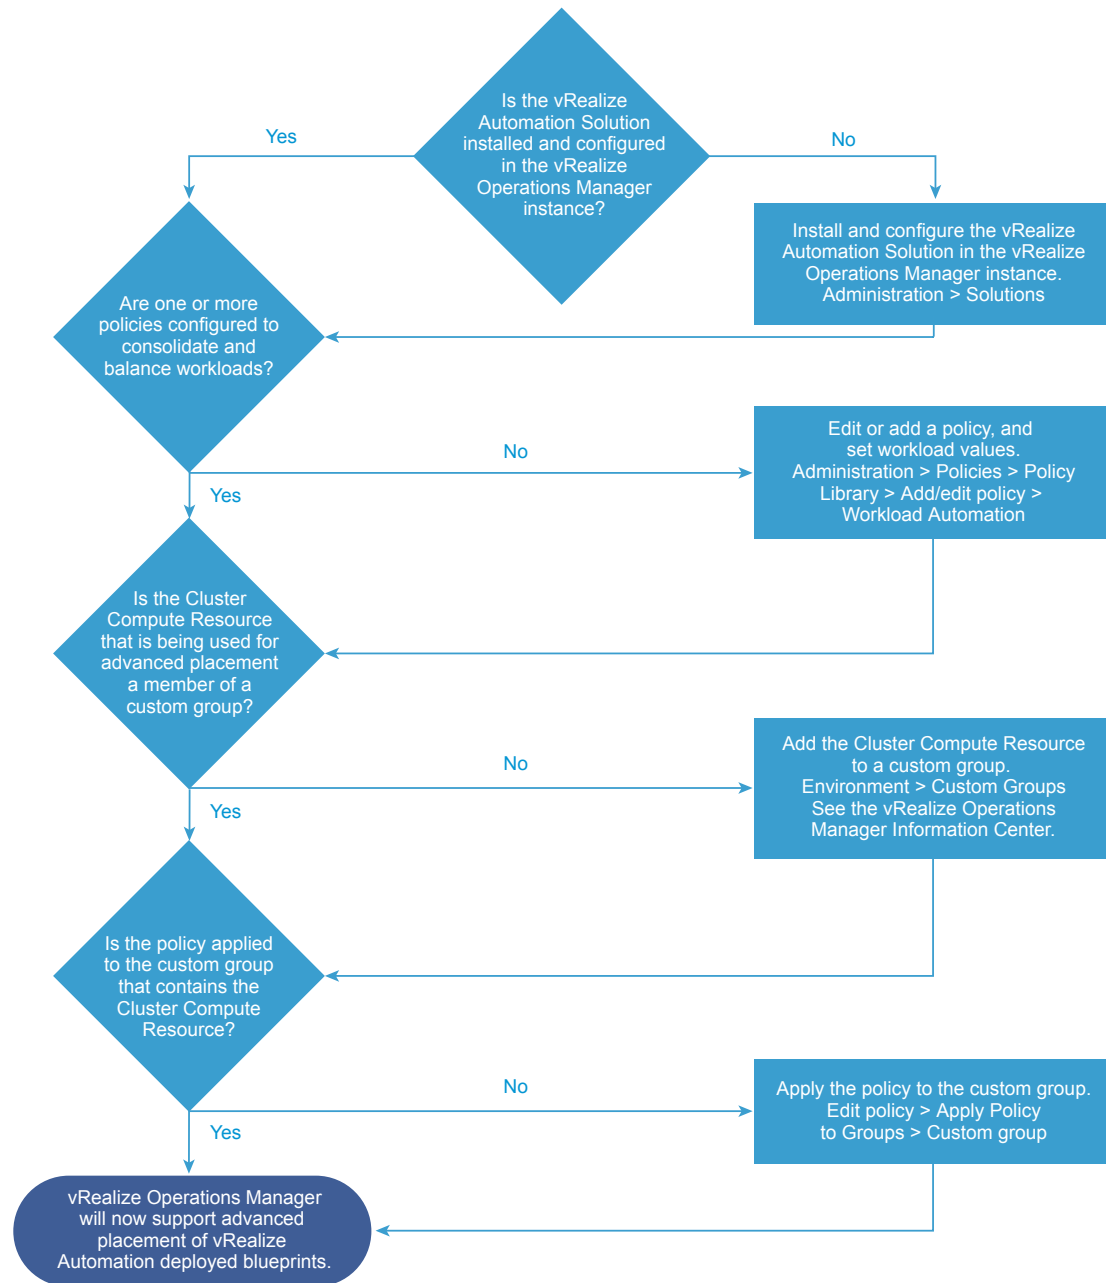 Is the vRealize
Automation Solution
installed and configured
in the vRealize
Operations Manager
instance?
Yes
No
Install and configure the vRealize
Automation Solution in the vRealize
Operations Manager instance.
Administration > Solutions
Are one or more
policies configured to
consolidate and
balance workloads?
No
Yes
Edit or add a policy, and
set workload values.
Administration > Policies > Policy
Library > Add/edit policy >
Workload Automation
Is the Cluster
Compute Resource
that is being used for
advanced placement
a member of a
custom group?
No
Yes
Add the Cluster Compute Resource
to a custom group.
Environment > Custom Groups
See the vRealize Operations
Manager Information Center.
Is the policy applied
to the custom group
that contains the
Cluster Compute
Resource?
No
Yes
Apply the policy to the custom group.
Edit policy > Apply Policy
to Groups > Custom group
vRealize Operations Manager
will now support advanced
placement of vRealize
Automation deployed blueprints.